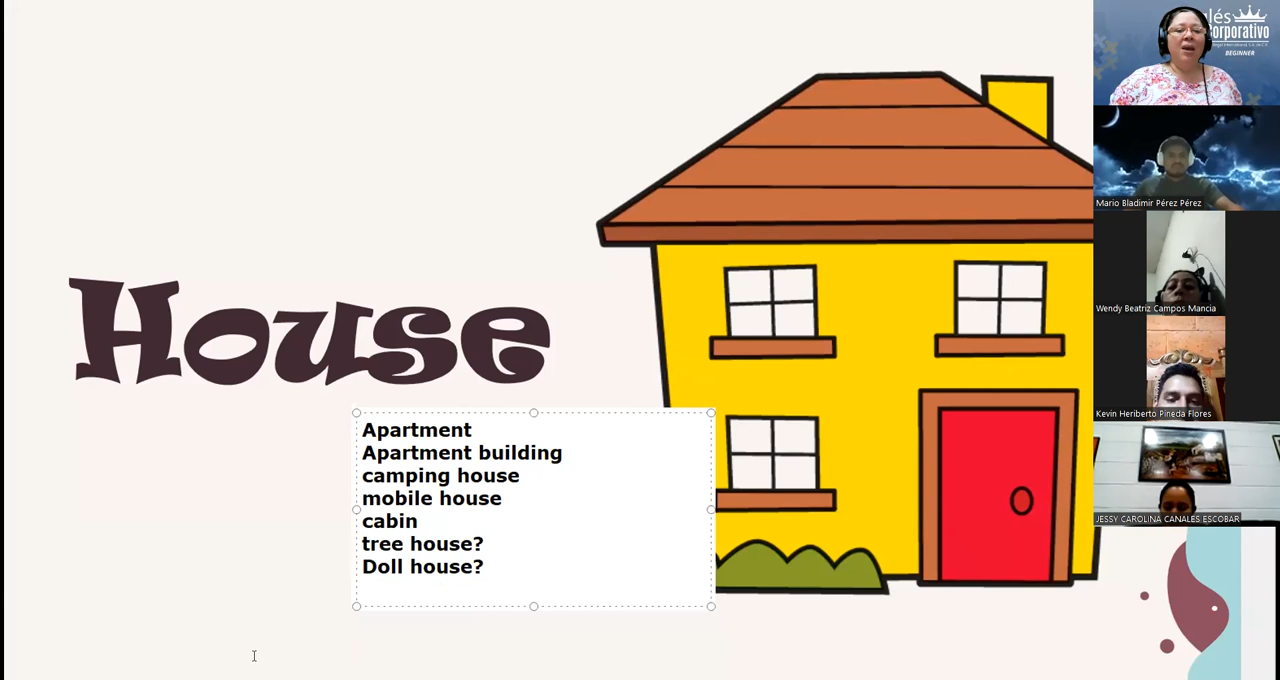 House
Apartment
Apartment building
camping house
mobile house
cabin
tree house?
Doll house?
glés
Corporativo
BEGINNER
Mario Bladimir Pérez Pérez
Wendy Beatriz Campos Mancia
Kevin Heriberto Pineda Flores
JESSY CAROLINA CANALES ESCOBAR